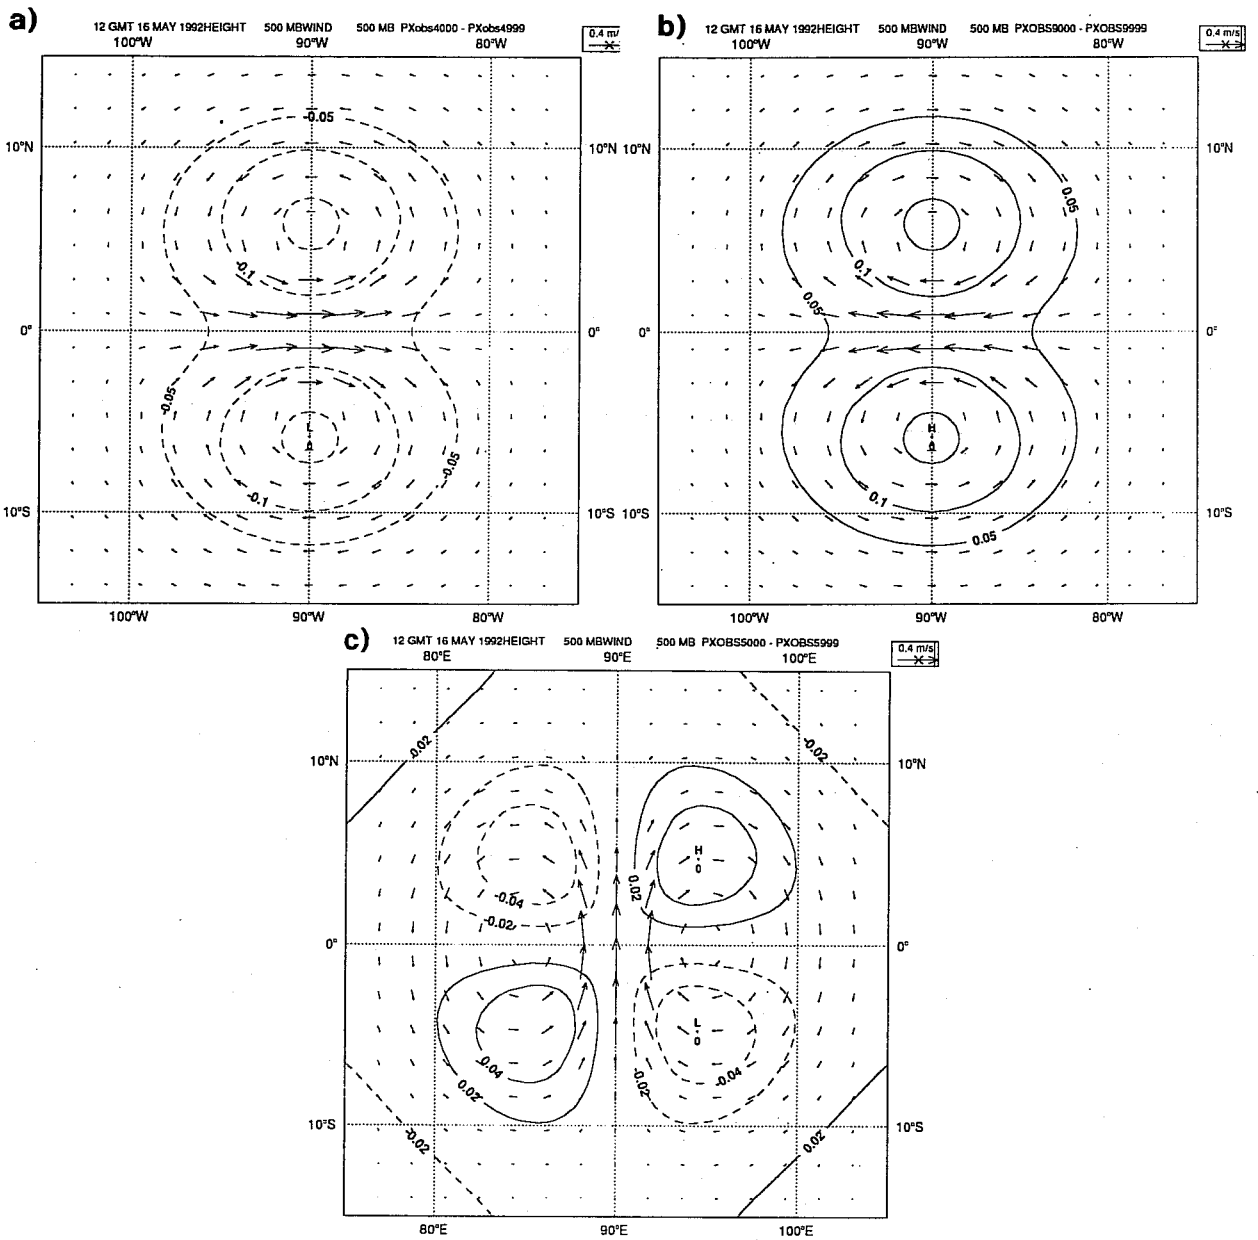 a)
12 GMT 16 MAY 1992HEIGHT 500 MBWIND 500 MB PXobs4000 - PXobs4999
0.4 m/
100°W 90°W 80°W
-0.05
10°N 10°N
-0.1
0° 0°
-0.05
L
0
-0.05
-0.1
10°S 10°S
100°W 90°W 80°W
b)
12 GMT 16 MAY 1992HEIGHT 500 MBWIND 500 MB PXOBS9000 - PXOBS9999
0.4 m/s
100°W 90°W 80°W
10°N 10°N
0.05
0.1
0.05
0° 0°
H
0
0.1
10°S 10°S
0.05
100°W 90°W 80°W
c)
12 GMT 16 MAY 1992HEIGHT 500 MBWIND 500 MB PXOBS5000 - PXOBS5999
0.4 m/s
80°E 90°E 100°E
0.02 -0.02
10°N 10°N
H
0
0.02
-0.04
-0.02
0° 0°
L
0
0.04 -0.04
0.02 -0.02
10°S 10°S
-0.02 0.02
80°E 90°E 100°E